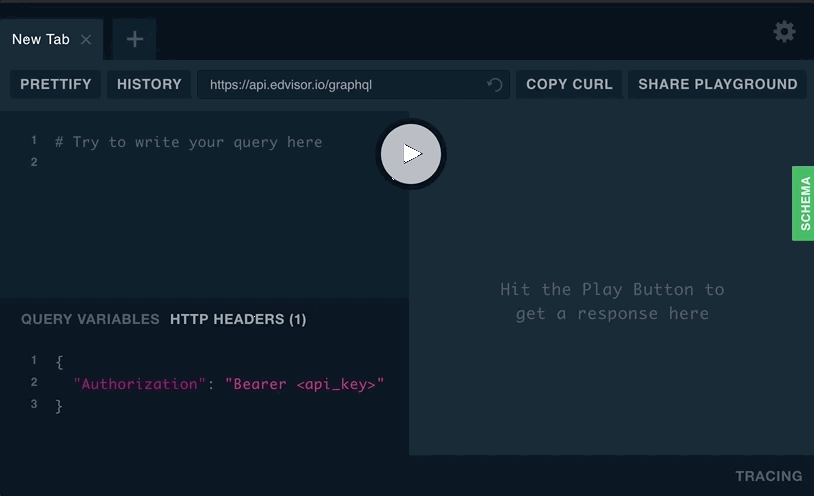 New Tab
PRETTIFY
HISTORY
https://api.edvisor.io/graphql
COPY CURL
SHARE PLAYGROUND
1 # Try to write your query here
2
SCHEMA
Hit the Play Button to
get a response here
QUERY VARIABLES HTTP HEADERS (1)
1 {
2 "Authorization": "Bearer <api_key>"
3 }
TRACING